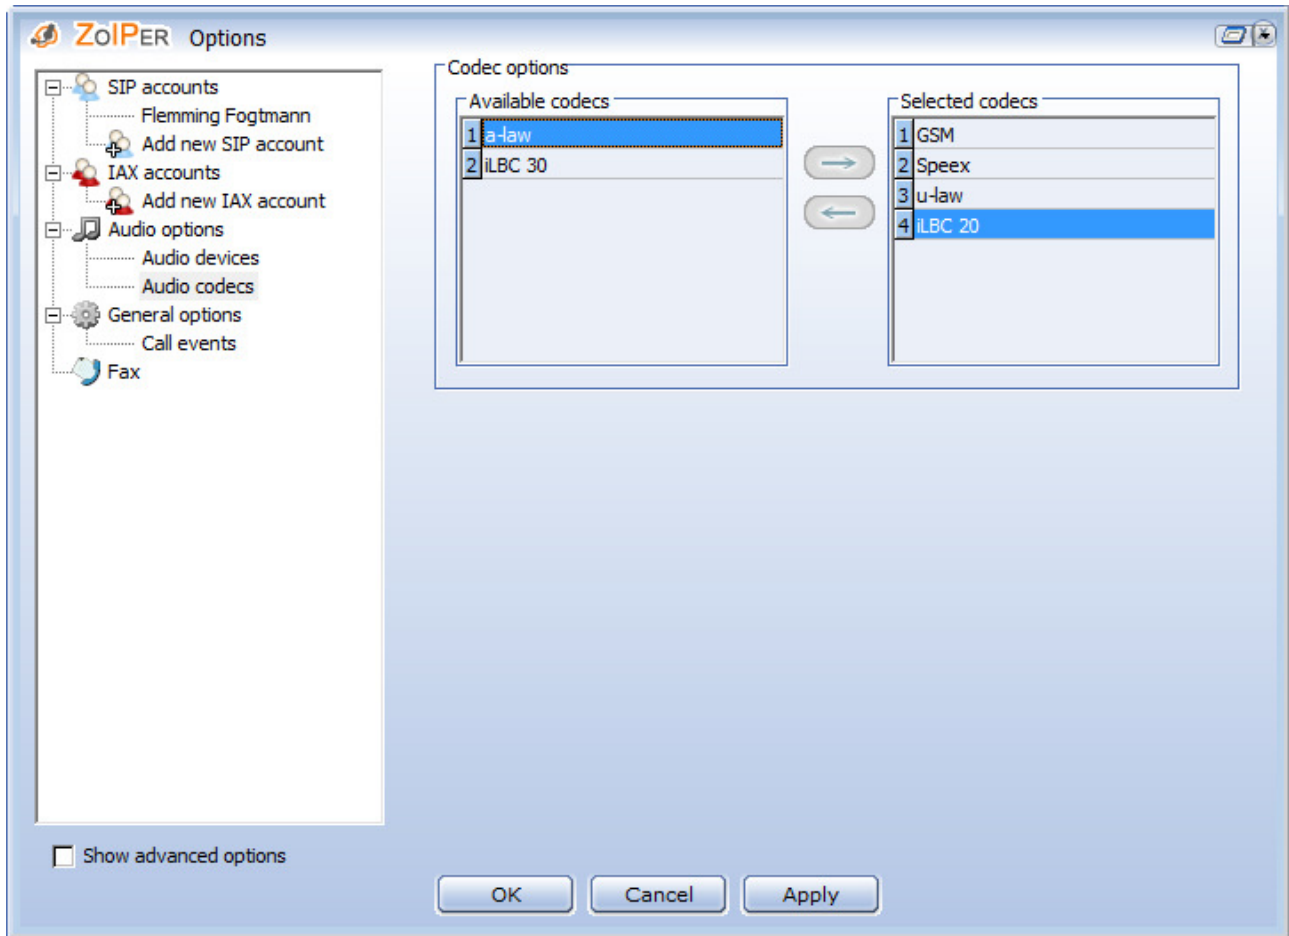 ZOIPER Options
SIP accounts
Flemming Fogtmann
Add new SIP account
IAX accounts
Add new IAX account
Audio options
Audio devices
Audio codecs
General options
Call events
Fax
Show advanced options
Codec options
Available codecs
1 a-law
2 iLBC 30
Selected codecs
1 GSM
2 Speex
3 u-law
4 iLBC 20
OK Cancel Apply